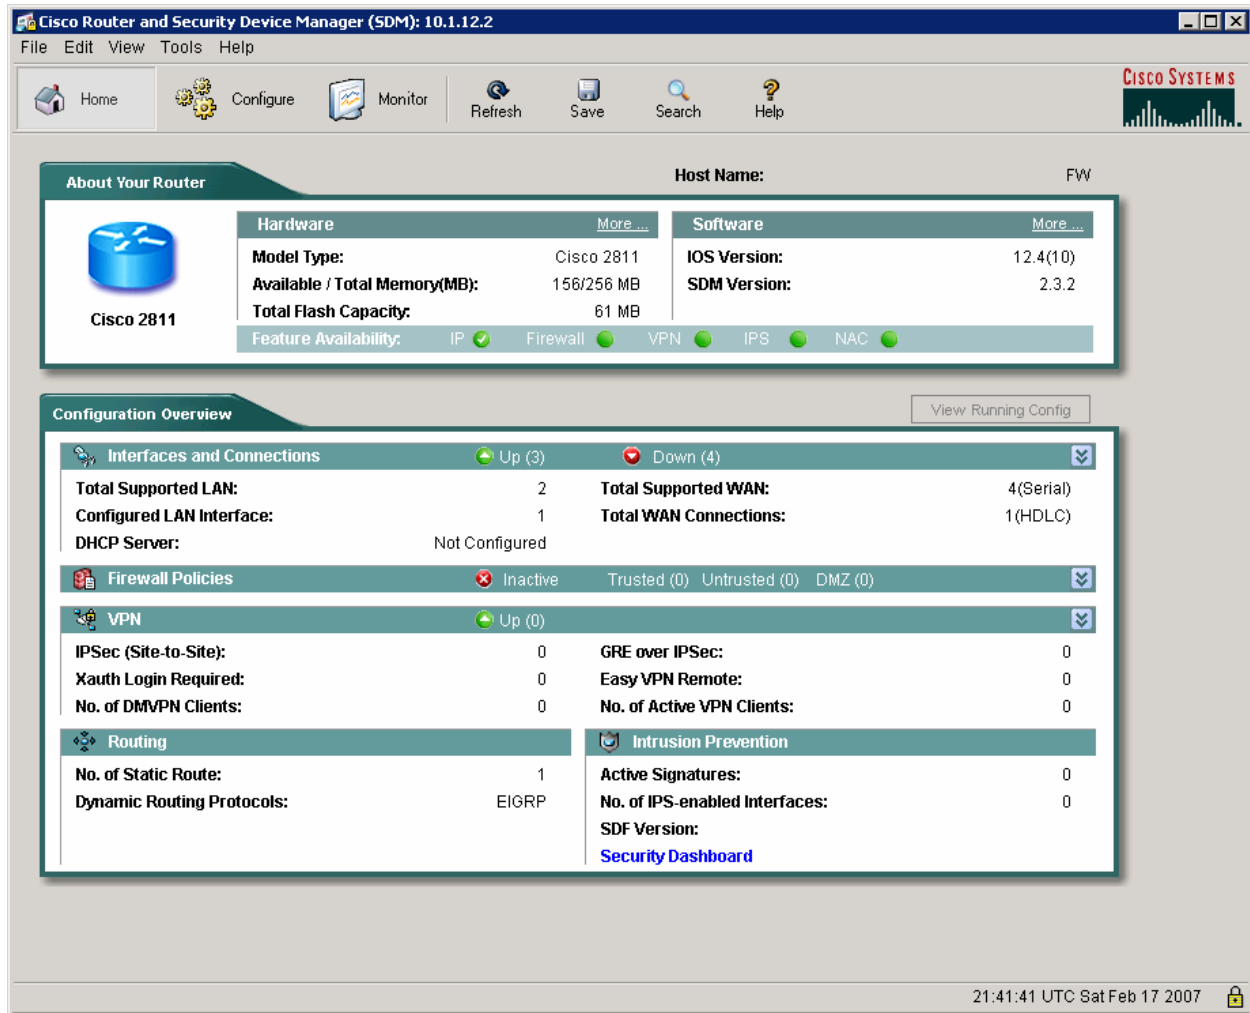 Cisco Router and Security Device Manager (SDM): 10.1.12.2
File Edit View Tools Help
Home Configure Monitor Refresh Save Search Help
CISCO SYSTEMS
About Your Router
Host Name: FW
Hardware More ... Software More ...
Model Type: Cisco 2811 IOS Version: 12.4(10)
Available / Total Memory(MB): 156/256 MB SDM Version: 2.3.2
Total Flash Capacity: 61 MB
Cisco 2811
Feature Availability: IP Firewall VPN IPS NAC
Configuration Overview View Running Config
Interfaces and Connections Up (3) Down (4)
Total Supported LAN: 2 Total Supported WAN: 4(Serial)
Configured LAN Interface: 1 Total WAN Connections: 1(HDLC)
DHCP Server: Not Configured
Firewall Policies Inactive Trusted (0) Untrusted (0) DMZ (0)
VPN Up (0)
IPSec (Site-to-Site): 0 GRE over IPSec: 0
Xauth Login Required: 0 Easy VPN Remote: 0
No. of DMVPN Clients: 0 No. of Active VPN Clients: 0
Routing Intrusion Prevention
No. of Static Route: 1 Active Signatures: 0
Dynamic Routing Protocols: EIGRP No. of IPS-enabled Interfaces: 0
SDF Version:
Security Dashboard
21:41:41 UTC Sat Feb 17 2007